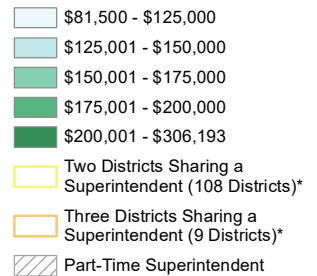 $81,500 - $125,000
$125,001 - $150,000
$150,001 - $175,000
$175,001 - $200,000
$200,001 - $306,193
Two Districts Sharing a
Superintendent (108 Districts)*
Three Districts Sharing a
Superintendent (9 Districts)*
Part-Time Superintendent